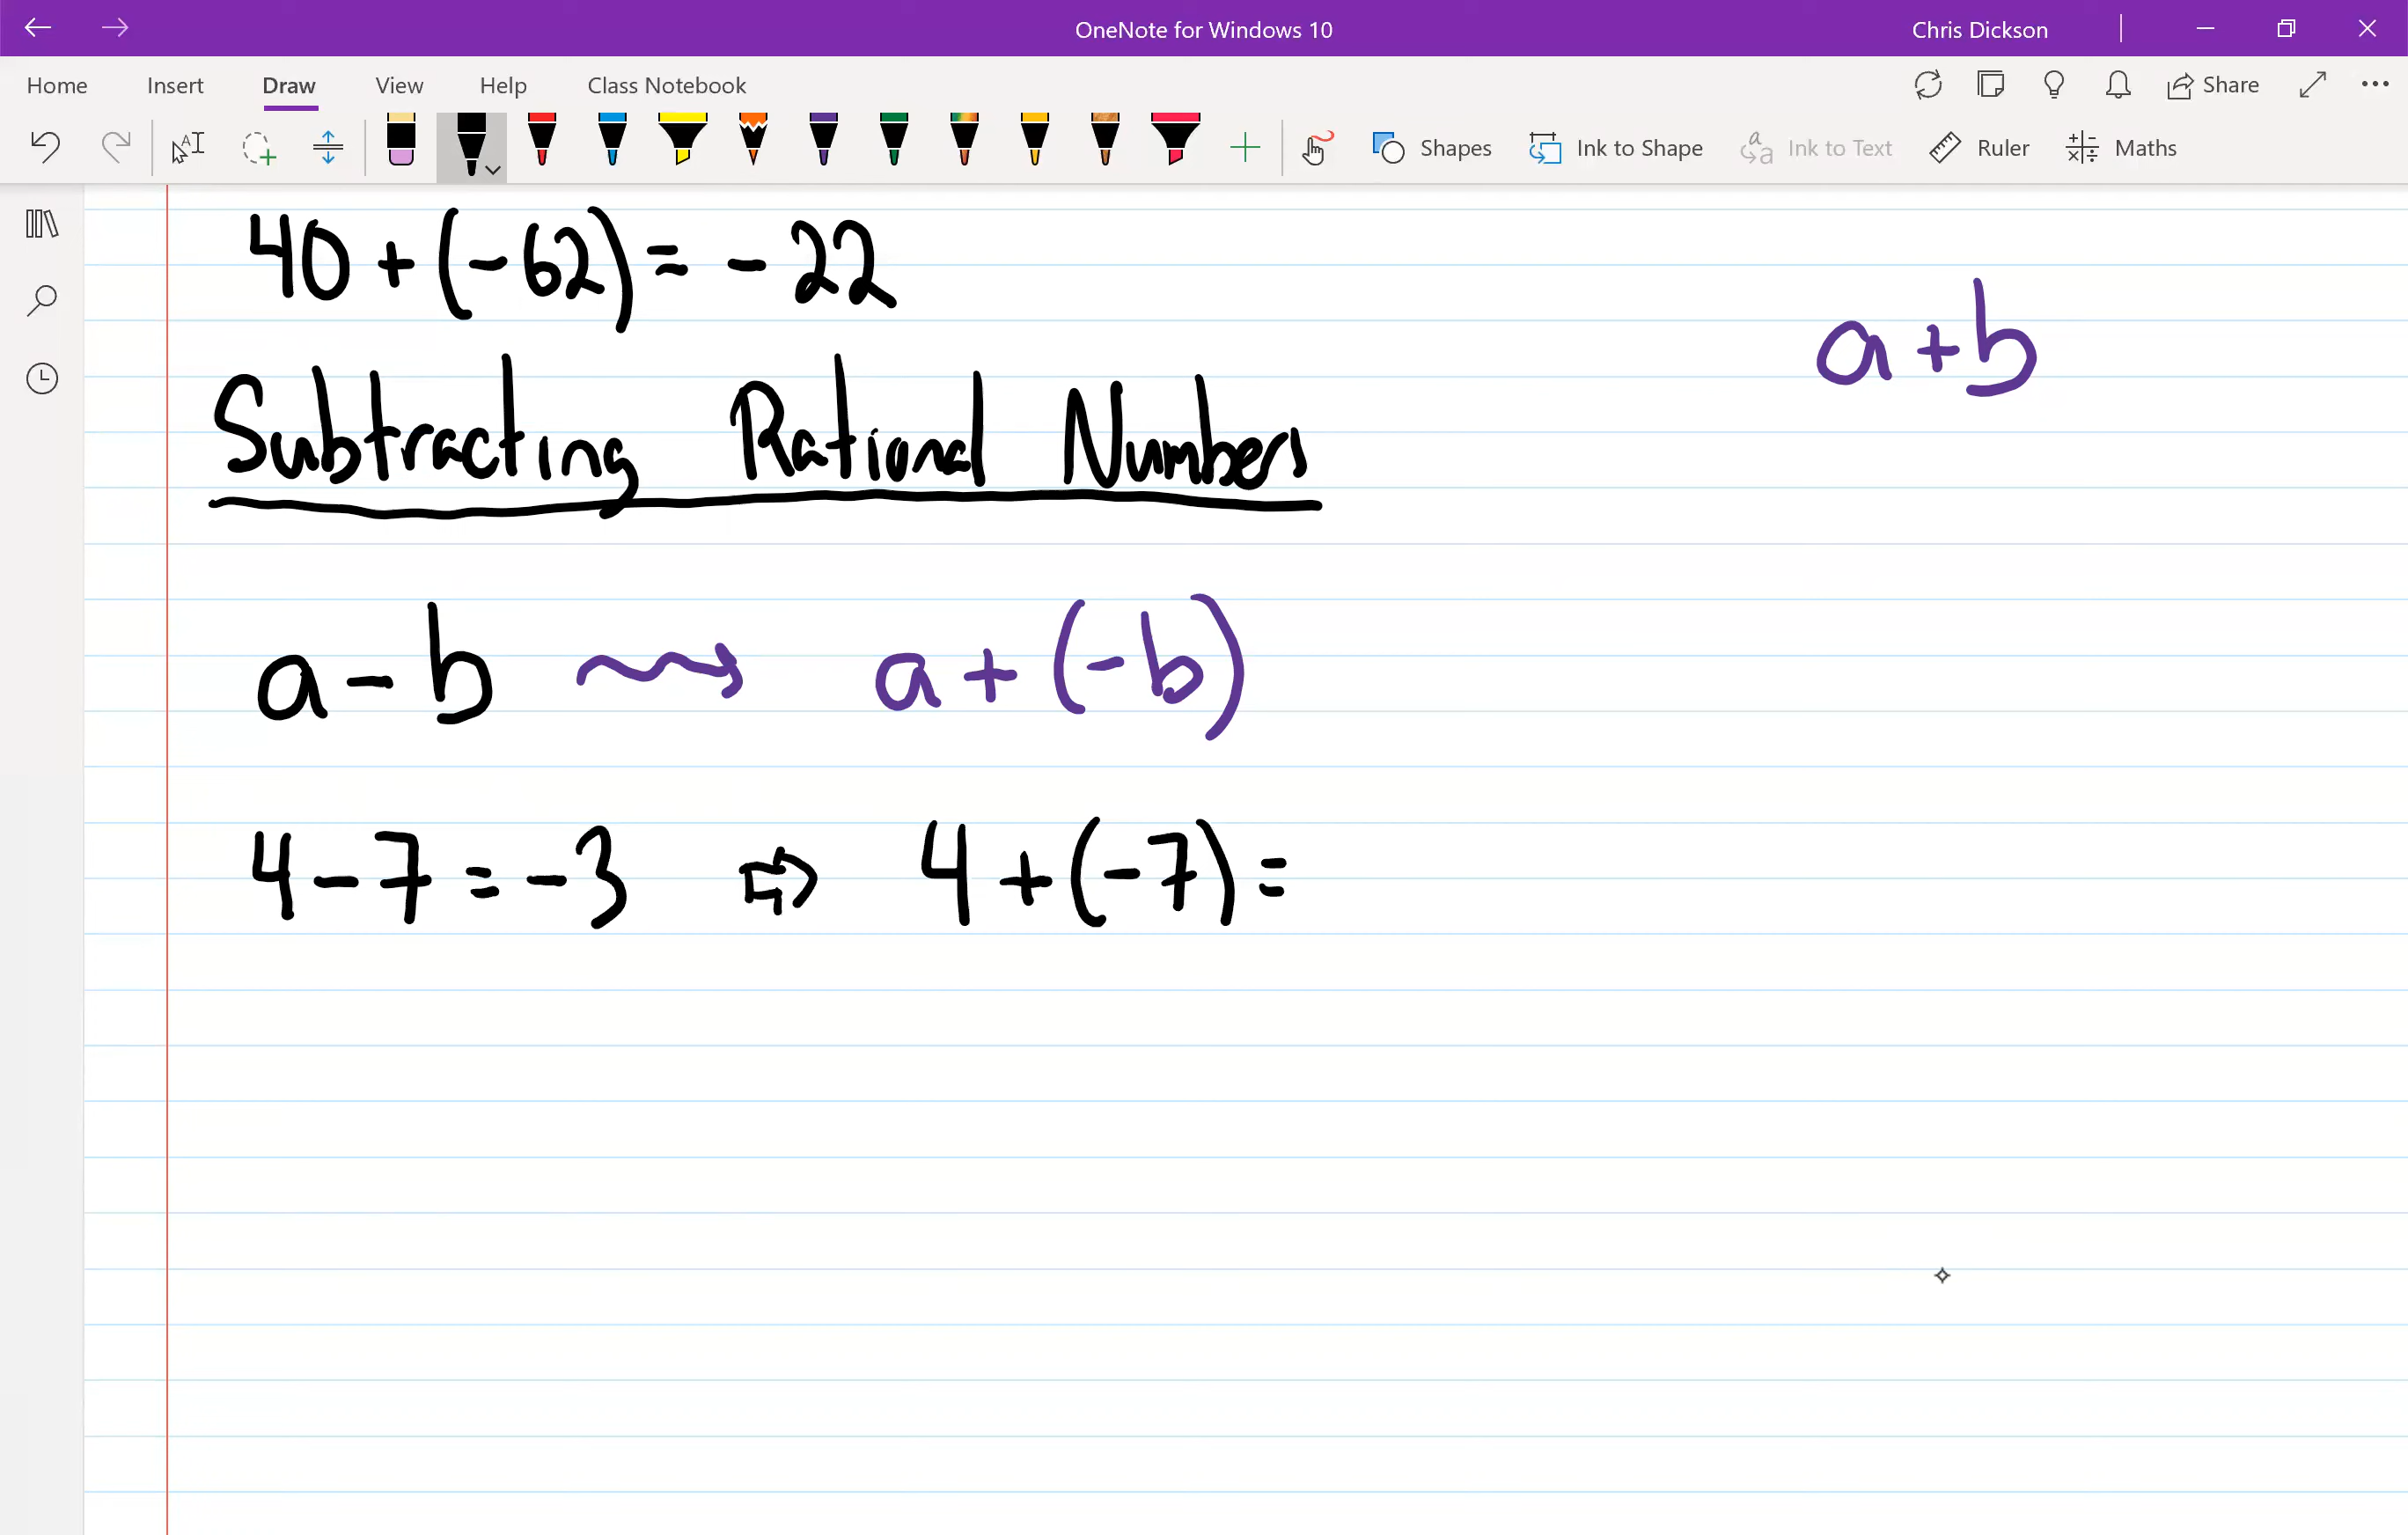 OneNote for Windows 10
Chris Dickson
Home Insert Draw View Help Class Notebook Share
Shapes Ink to Shape Ink to Text Ruler Maths
40 + (-62) = -22
a + b
Subtracting Rational Numbers
a - b ⇝ a + (-b)
4 - 7 = -3 ⇨ 4 + (-7) =